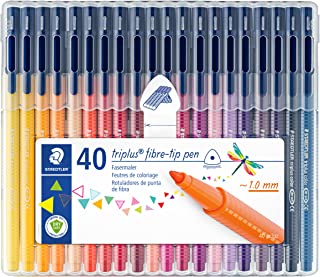 STAEDTLER
40 triplus® fibre-tip pen
Fasermaler
Feutres de coloriage
Rotuladores de punta
de fibra
~ 1.0 mm